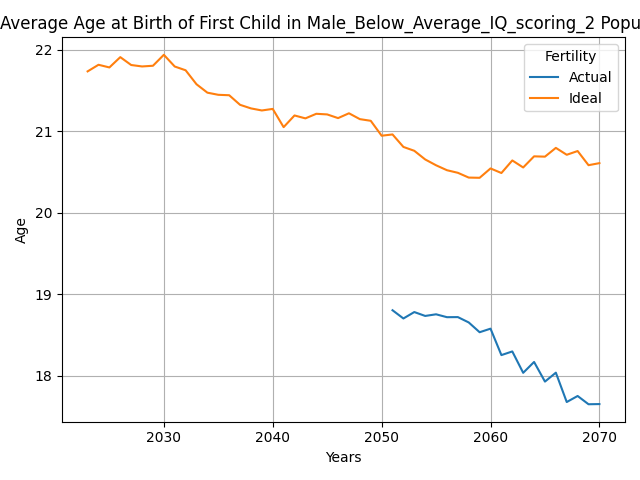 Average Age at Birth of First Child in Male_Below_Average_IQ_scoring_2 Popu
22
21
20
19
18
Age
Fertility
Actual
Ideal
2030 2040 2050 2060 2070
Years